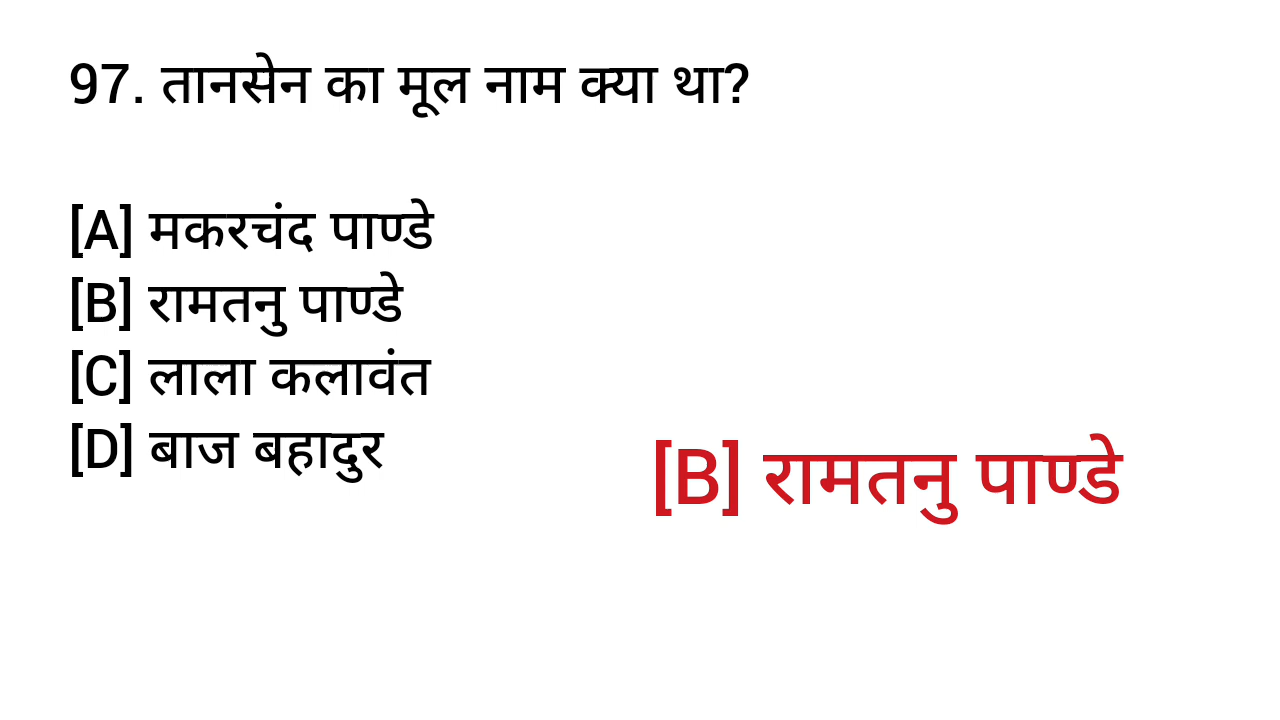 97. तानसेन का मूल नाम क्या था?
[A] मकरचंद पाण्डे
[B] रामतनु पाण्डे
[C] लाला कलावंत
[D] बाज बहादुर
[B] रामतनु पाण्डे